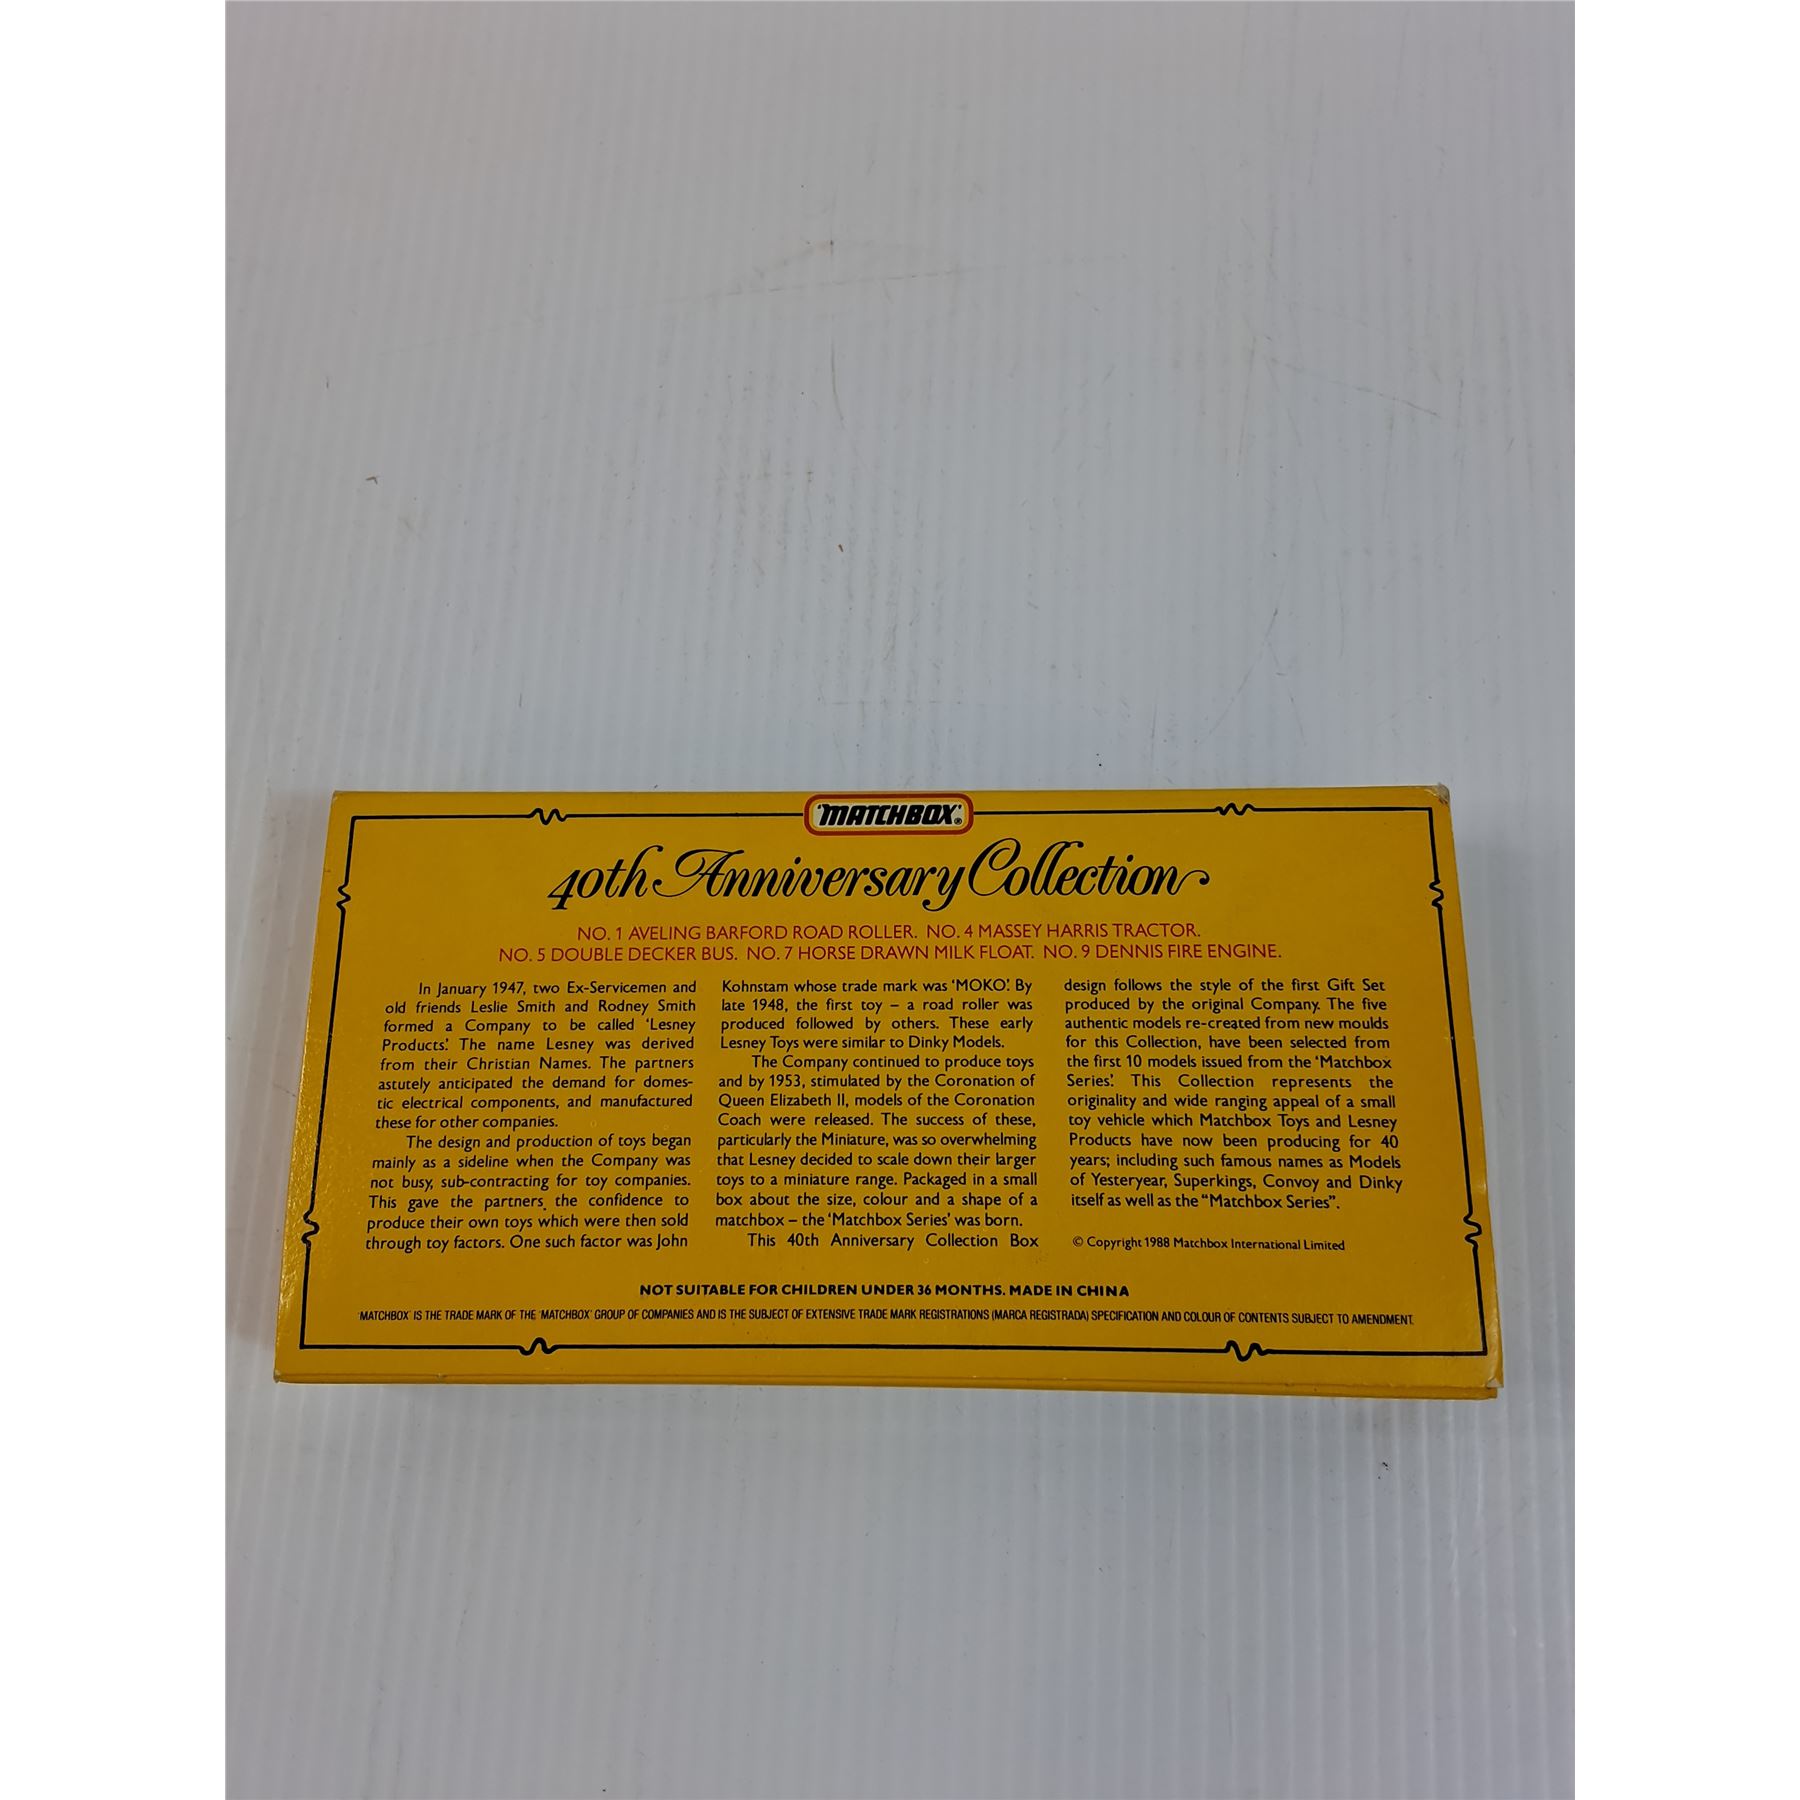 'MATCHBOX'®
40th Anniversary Collection
NO. 1 AVELING BARFORD ROAD ROLLER. NO. 4 MASSEY HARRIS TRACTOR.
NO. 5 DOUBLE DECKER BUS. NO. 7 HORSE DRAWN MILK FLOAT. NO. 9 DENNIS FIRE ENGINE.
In January 1947, two Ex-Servicemen and
old friends Leslie Smith and Rodney Smith
formed a Company to be called 'Lesney
Products'. The name Lesney was derived
from their Christian Names. The partners
astutely anticipated the demand for domes-
tic electrical components, and manufactured
these for other companies.
The design and production of toys began
mainly as a sideline when the Company was
not busy, sub-contracting for toy companies.
This gave the partners the confidence to
produce their own toys which were then sold
through toy factors. One such factor was John
Kohnstam whose trade mark was 'MOKO'. By
late 1948, the first toy – a road roller was
produced followed by others. These early
Lesney Toys were similar to Dinky Models.
The Company continued to produce toys
and by 1953, stimulated by the Coronation of
Queen Elizabeth II, models of the Coronation
Coach were released. The success of these,
particularly the Miniature, was so overwhelming
that Lesney decided to scale down their larger
toys to a miniature range. Packaged in a small
box about the size, colour and a shape of a
matchbox – the 'Matchbox Series' was born.
This 40th Anniversary Collection Box
design follows the style of the first Gift Set
produced by the original Company. The five
authentic models re-created from new moulds
for this Collection, have been selected from
the first 10 models issued from the 'Matchbox
Series'. This Collection represents the
originality and wide ranging appeal of a small
toy vehicle which Matchbox Toys and Lesney
Products have now been producing for 40
years; including such famous names as Models
of Yesteryear, Superkings, Convoy and Dinky
itself as well as the "Matchbox Series".
© Copyright 1988 Matchbox International Limited
NOT SUITABLE FOR CHILDREN UNDER 36 MONTHS. MADE IN CHINA
'MATCHBOX' IS THE TRADE MARK OF THE 'MATCHBOX' GROUP OF COMPANIES AND IS THE SUBJECT OF EXTENSIVE TRADE MARK REGISTRATIONS (MARCA REGISTRADA) SPECIFICATION AND COLOUR OF CONTENTS SUBJECT TO AMENDMENT.